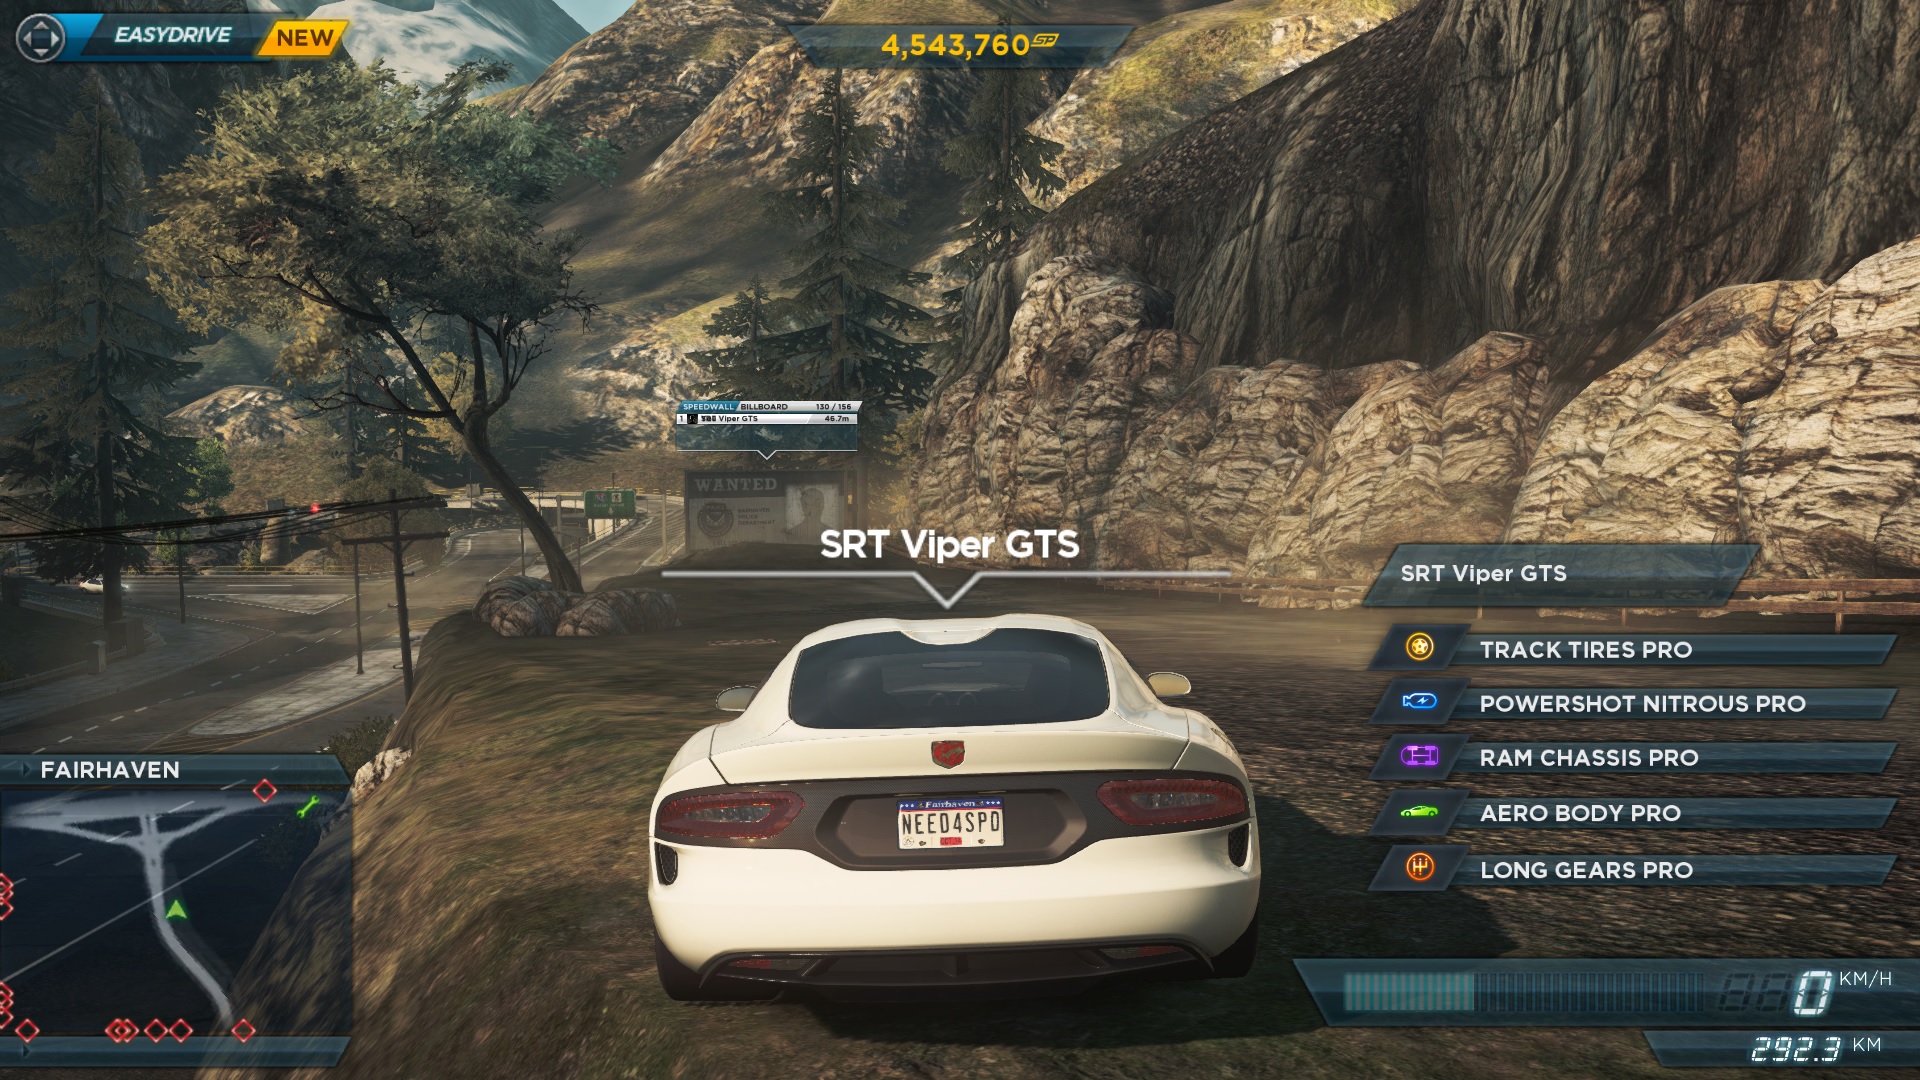 EASYDRIVE
NEW
4,543,760 SP
SPEEDWALL BILLBOARD 130 / 156
1 Viper GTS 46.7m
WANTED
SRT Viper GTS
SRT Viper GTS
TRACK TIRES PRO
POWERSHOT NITROUS PRO
RAM CHASSIS PRO
AERO BODY PRO
LONG GEARS PRO
FAIRHAVEN
Fairhaven
NEED4SPD
0 KM/H
292.3 KM